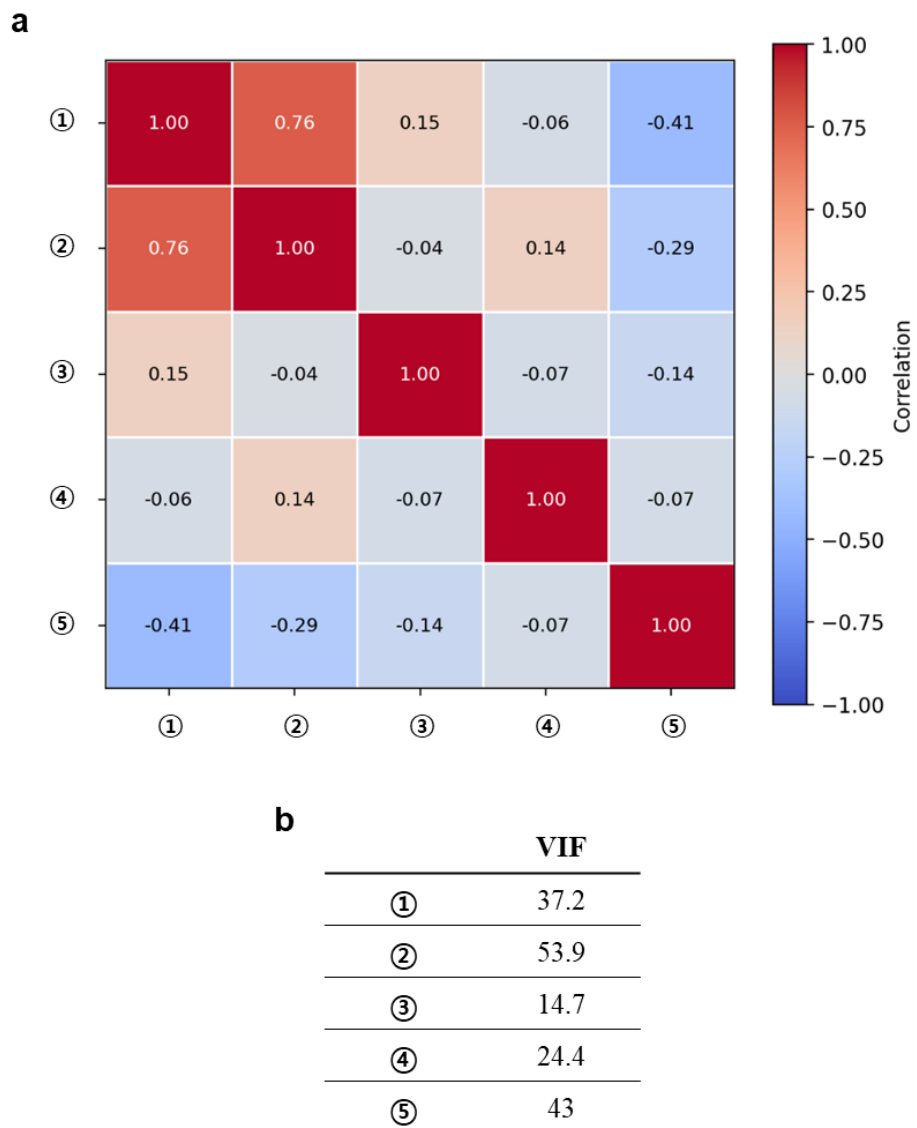 a
① 1.00 0.76 0.15 -0.06 -0.41
② 0.76 1.00 -0.04 0.14 -0.29
③ 0.15 -0.04 1.00 -0.07 -0.14
④ -0.06 0.14 -0.07 1.00 -0.07
⑤ -0.41 -0.29 -0.14 -0.07 1.00
① ② ③ ④ ⑤
1.00
0.75
0.50
0.25
0.00
−0.25
−0.50
−0.75
−1.00
Correlation
b
VIF
① 37.2
② 53.9
③ 14.7
④ 24.4
⑤ 43